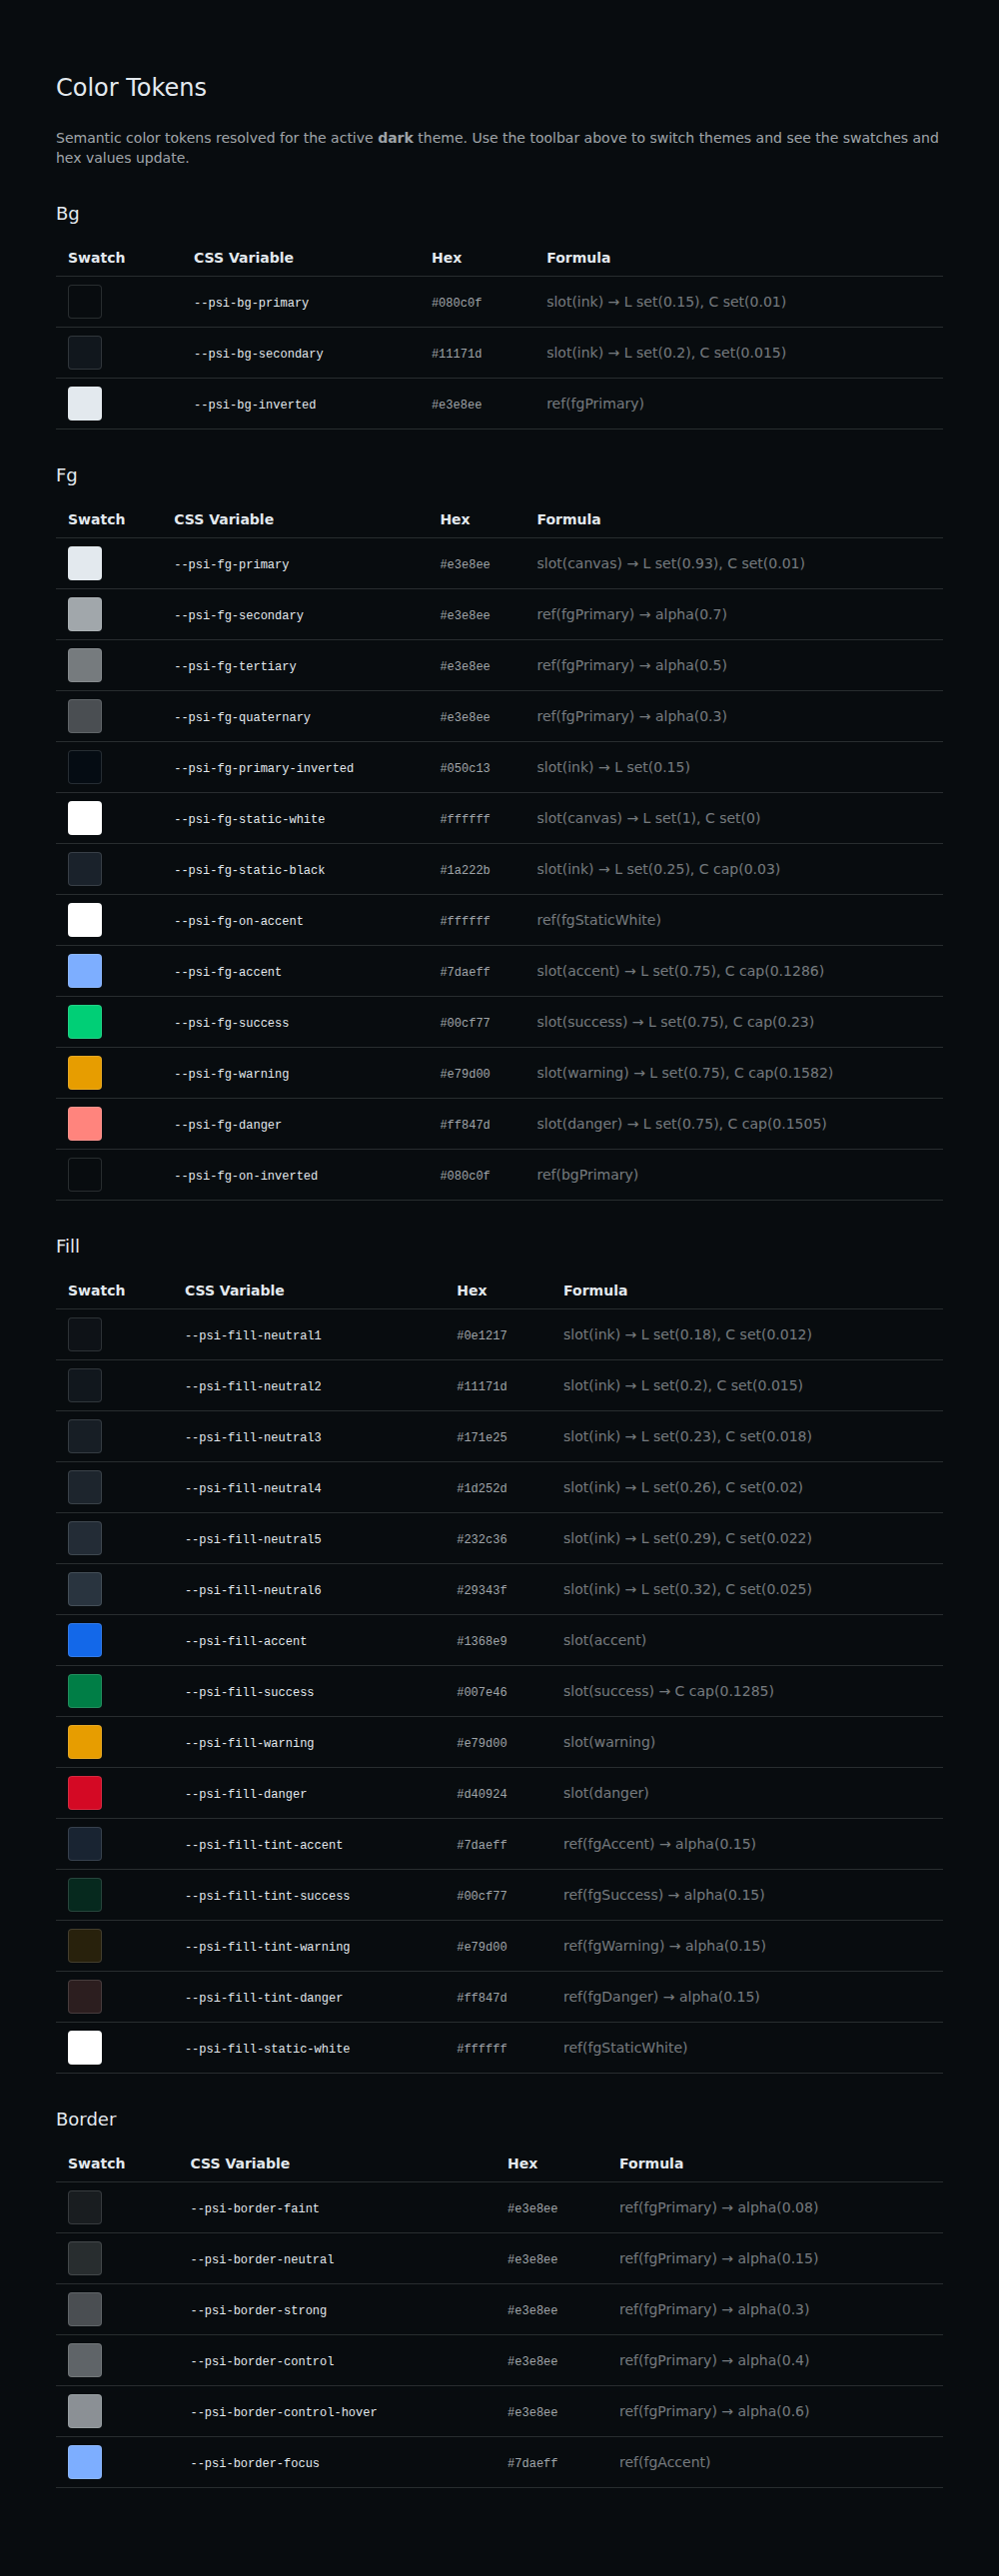 Color Tokens
Semantic color tokens resolved for the active dark theme. Use the toolbar above to switch themes and see the swatches and
hex values update.
Bg
Swatch CSS Variable Hex Formula
--psi-bg-primary #080c0f slot(ink) → L set(0.15), C set(0.01)
--psi-bg-secondary #11171d slot(ink) → L set(0.2), C set(0.015)
--psi-bg-inverted #e3e8ee ref(fgPrimary)
Fg
Swatch CSS Variable Hex Formula
--psi-fg-primary #e3e8ee slot(canvas) → L set(0.93), C set(0.01)
--psi-fg-secondary #e3e8ee ref(fgPrimary) → alpha(0.7)
--psi-fg-tertiary #e3e8ee ref(fgPrimary) → alpha(0.5)
--psi-fg-quaternary #e3e8ee ref(fgPrimary) → alpha(0.3)
--psi-fg-primary-inverted #050c13 slot(ink) → L set(0.15)
--psi-fg-static-white #ffffff slot(canvas) → L set(1), C set(0)
--psi-fg-static-black #1a222b slot(ink) → L set(0.25), C cap(0.03)
--psi-fg-on-accent #ffffff ref(fgStaticWhite)
--psi-fg-accent #7daeff slot(accent) → L set(0.75), C cap(0.1286)
--psi-fg-success #00cf77 slot(success) → L set(0.75), C cap(0.23)
--psi-fg-warning #e79d00 slot(warning) → L set(0.75), C cap(0.1582)
--psi-fg-danger #ff847d slot(danger) → L set(0.75), C cap(0.1505)
--psi-fg-on-inverted #080c0f ref(bgPrimary)
Fill
Swatch CSS Variable Hex Formula
--psi-fill-neutral1 #0e1217 slot(ink) → L set(0.18), C set(0.012)
--psi-fill-neutral2 #11171d slot(ink) → L set(0.2), C set(0.015)
--psi-fill-neutral3 #171e25 slot(ink) → L set(0.23), C set(0.018)
--psi-fill-neutral4 #1d252d slot(ink) → L set(0.26), C set(0.02)
--psi-fill-neutral5 #232c36 slot(ink) → L set(0.29), C set(0.022)
--psi-fill-neutral6 #29343f slot(ink) → L set(0.32), C set(0.025)
--psi-fill-accent #1368e9 slot(accent)
--psi-fill-success #007e46 slot(success) → C cap(0.1285)
--psi-fill-warning #e79d00 slot(warning)
--psi-fill-danger #d40924 slot(danger)
--psi-fill-tint-accent #7daeff ref(fgAccent) → alpha(0.15)
--psi-fill-tint-success #00cf77 ref(fgSuccess) → alpha(0.15)
--psi-fill-tint-warning #e79d00 ref(fgWarning) → alpha(0.15)
--psi-fill-tint-danger #ff847d ref(fgDanger) → alpha(0.15)
--psi-fill-static-white #ffffff ref(fgStaticWhite)
Border
Swatch CSS Variable Hex Formula
--psi-border-faint #e3e8ee ref(fgPrimary) → alpha(0.08)
--psi-border-neutral #e3e8ee ref(fgPrimary) → alpha(0.15)
--psi-border-strong #e3e8ee ref(fgPrimary) → alpha(0.3)
--psi-border-control #e3e8ee ref(fgPrimary) → alpha(0.4)
--psi-border-control-hover #e3e8ee ref(fgPrimary) → alpha(0.6)
--psi-border-focus #7daeff ref(fgAccent)